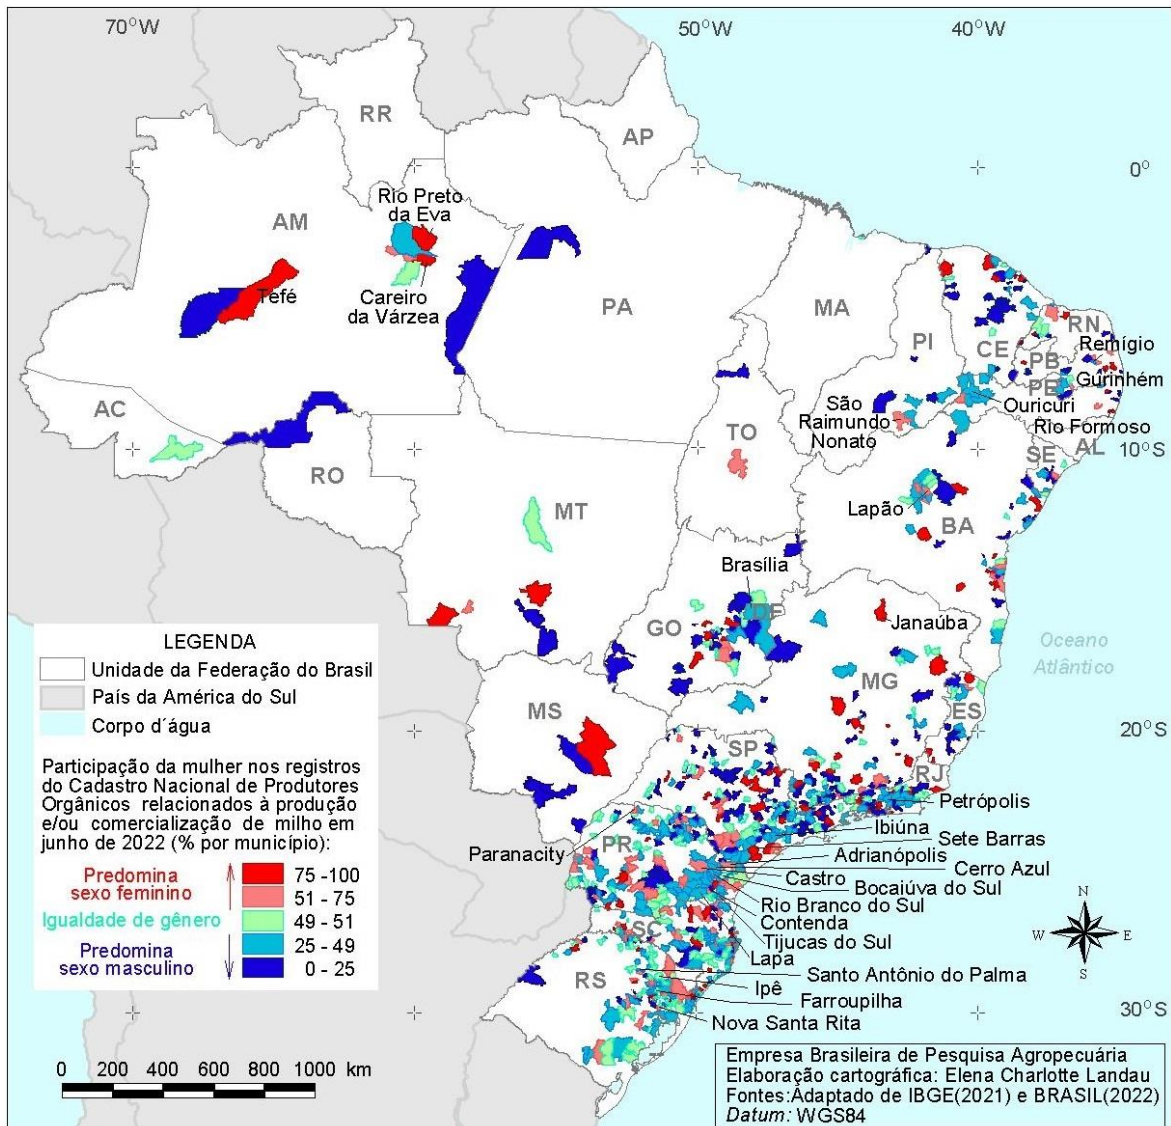 70°W
50°W
40°W
RR
AP
0°
Rio Preto
da Eva
AM
Tefé
Careiro
da Várzea
PA
MA
PI
CE
RN
Remígio
PB
Gurinhém
PE
Ouricuri
São
Raimundo
Nonato
Rio Formoso
AC
TO
10°S
SE
AL
RO
MT
Lapão
BA
Brasília
DF
GO
Janaúba
Oceano
Atlântico
MG
ES
MS
20°S
SP
RJ
Petrópolis
Ibiúna
Sete Barras
Paranacity
PR
Adrianópolis
Cerro Azul
Castro
Bocaiúva do Sul
Rio Branco do Sul
Contenda
Tijucas do Sul
SC
Lapa
Santo Antônio do Palma
RS
Ipê
Farroupilha
Nova Santa Rita
30°S
LEGENDA
Unidade da Federação do Brasil
País da América do Sul
Corpo d´água
Participação da mulher nos registros
do Cadastro Nacional de Produtores
Orgânicos relacionados à produção
e/ou comercialização de milho em
junho de 2022 (% por município):
Predomina
sexo feminino
75 -100
51 - 75
Igualdade de gênero
49 - 51
Predomina
sexo masculino
25 - 49
0 - 25
N
W
E
S
0 200 400 600 800 1000 km
Empresa Brasileira de Pesquisa Agropecuária
Elaboração cartográfica: Elena Charlotte Landau
Fontes:Adaptado de IBGE(2021) e BRASIL(2022)
Datum: WGS84